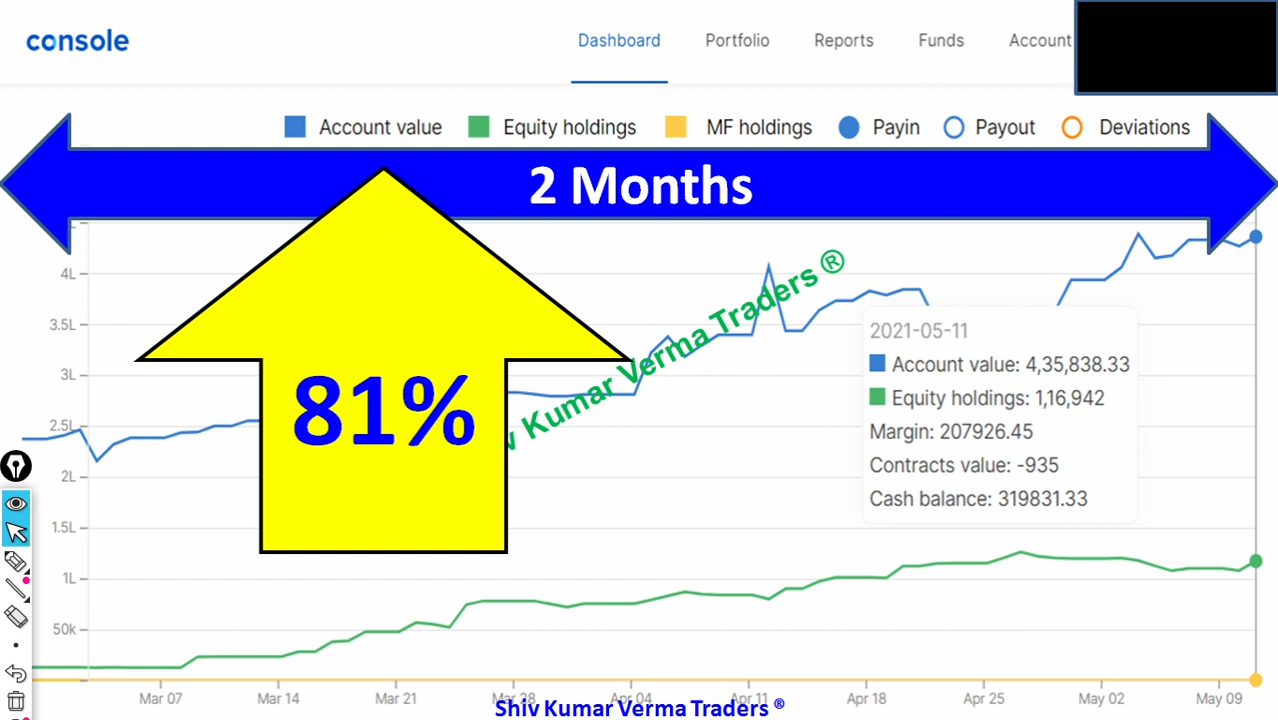 console
Dashboard Portfolio Reports Funds Account
Account value Equity holdings MF holdings Payin Payout Deviations
2 Months
4L
3.5L
3L
2.5L
2L
1.5L
1L
50k
81%
Kumar Verma Traders ®
2021-05-11
Account value: 4,35,838.33
Equity holdings: 1,16,942
Margin: 207926.45
Contracts value: -935
Cash balance: 319831.33
Mar 07 Mar 14 Mar 21 Mar 28 Apr 04 Apr 11 Apr 18 Apr 25 May 02 May 09
Shiv Kumar Verma Traders ®